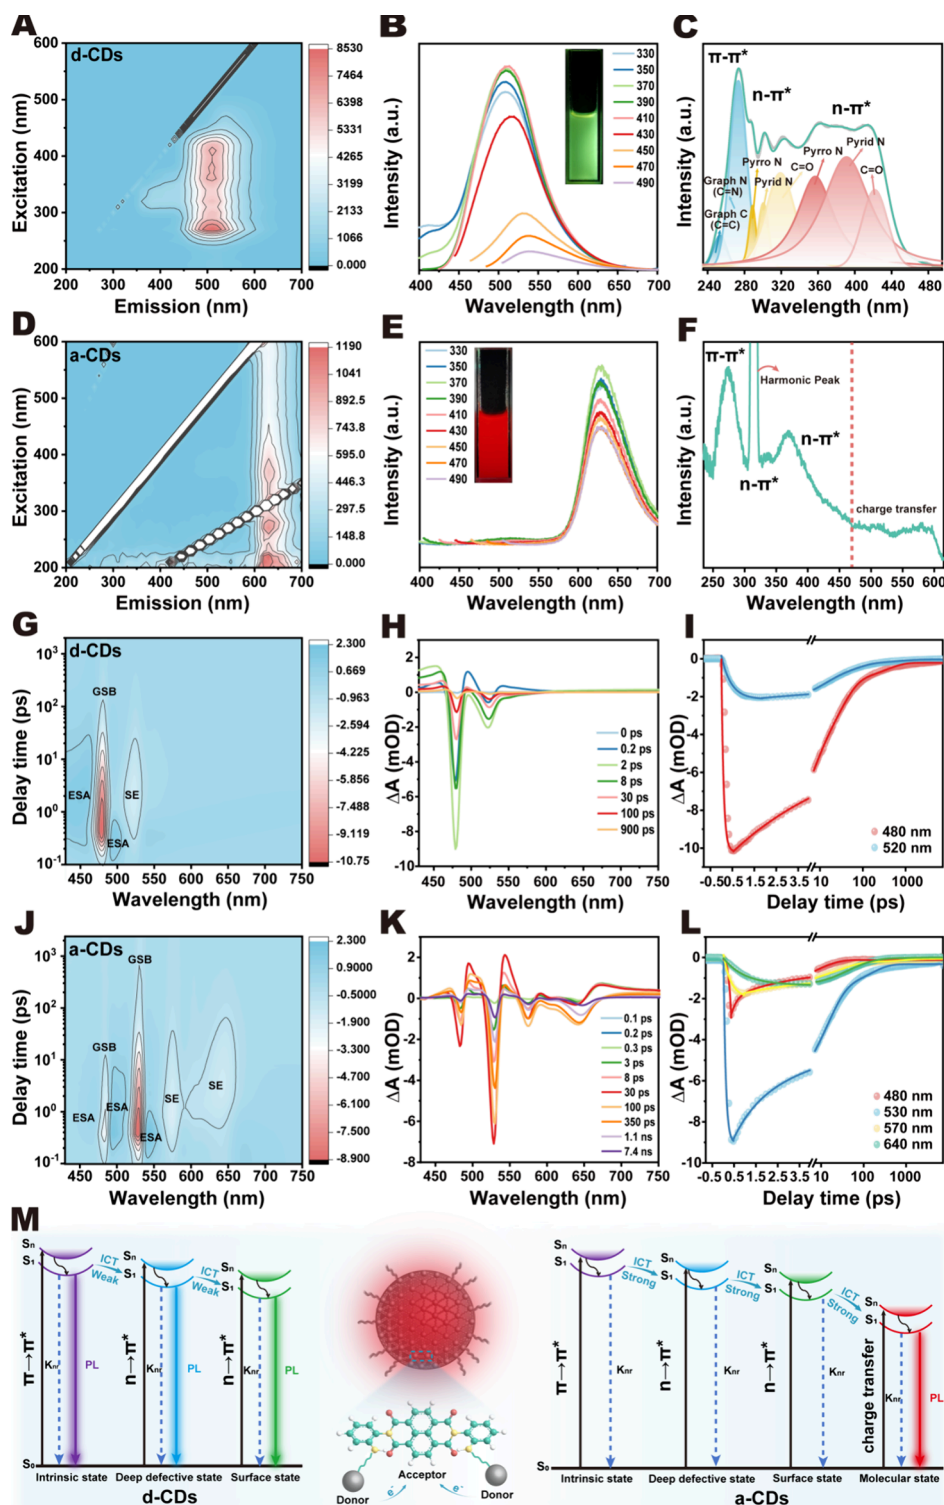 A
d-CDs
600
500
400
300
200
200 300 400 500 600 700
Excitation (nm)
Emission (nm)
8530
7464
6398
5331
4265
3199
2133
1066
0.000
B
Intensity (a.u.)
330
350
370
390
410
430
450
470
490
400 450 500 550 600 650 700
Wavelength (nm)
C
Intensity (a.u.)
π-π*
n-π*
n-π*
Pyrro N
Pyrid N
Pyrro N
C=O
Pyrid N
C=O
Graph N
(C=N)
Graph C
(C=C)
240 280 320 360 400 440 480
Wavelength (nm)
D
a-CDs
600
500
400
300
200
200 300 400 500 600 700
Excitation (nm)
Emission (nm)
1190
1041
892.5
743.8
595.0
446.3
297.5
148.8
0.000
E
Intensity (a.u.)
330
350
370
390
410
430
450
470
490
400 450 500 550 600 650 700
Wavelength (nm)
F
Intensity (a.u.)
π-π*
Harmonic Peak
n-π*
n-π*
charge transfer
250 300 350 400 450 500 550 600
Wavelength (nm)
G
d-CDs
Delay time (ps)
10³
10²
10¹
10⁰
10⁻¹
GSB
ESA
SE
ESA
450 500 550 600 650 700 750
Wavelength (nm)
2.300
0.6687
-0.963
-2.594
-4.225
-5.856
-7.488
-9.119
-10.75
H
ΔA (mOD)
2
0
-2
-4
-6
-8
-10
0 ps
0.2 ps
2 ps
8 ps
30 ps
100 ps
900 ps
450 500 550 600 650 700 750
Wavelength (nm)
I
ΔA (mOD)
0
-2
-4
-6
-8
-10
480 nm
520 nm
-0.5 0.5 1.5 2.5 3.5 10 100 1000
Delay time (ps)
J
a-CDs
Delay time (ps)
10³
10²
10¹
10⁰
10⁻¹
GSB
GSB
ESA
ESA
ESA
SE
SE
450 500 550 600 650 700 750
Wavelength (nm)
2.300
0.9000
-0.5000
-1.900
-3.300
-4.700
-6.100
-7.500
-8.900
K
ΔA (mOD)
4
2
0
-2
-4
-6
-8
0.1 ps
0.2 ps
0.3 ps
3 ps
8 ps
30 ps
100 ps
350 ps
1.1 ns
7.4 ns
450 500 550 600 650 700 750
Wavelength (nm)
L
ΔA (mOD)
0
-2
-4
-6
-8
-10
480 nm
530 nm
570 nm
640 nm
-0.5 0.5 1.5 2.5 3.5 10 100 1000
Delay time (ps)
M
Sn
S₁
ICT
Weak
Sn
S₁
ICT
Weak
Sn
S₁
π→π*
Knr
PL
n→π*
Knr
PL
n→π*
Knr
PL
S₀
Intrinsic state
Deep defective state
Surface state
d-CDs
Acceptor
Donor
e⁻
e⁻
Donor
Sn
S₁
ICT
Strong
Sn
S₁
ICT
Strong
Sn
S₁
ICT
Strong
Sn
S₁
π→π*
Knr
n→π*
Knr
n→π*
Knr
charge transfer
Knr
PL
S₀
Intrinsic state
Deep defective state
Surface state
Molecular state
a-CDs